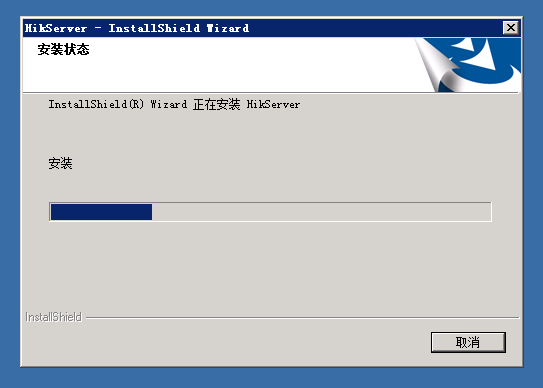 HikServer - InstallShield Wizard
安装状态
InstallShield(R) Wizard 正在安装 HikServer
安装
InstallShield
取消